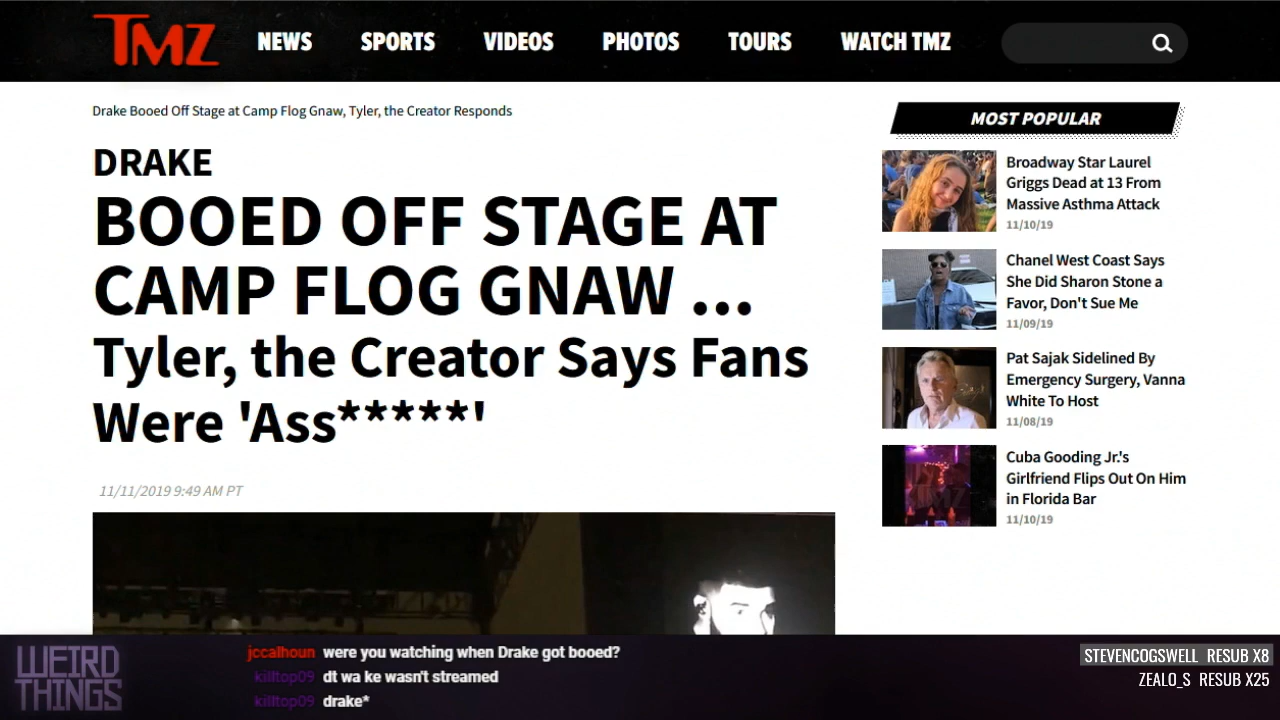 TMZ
NEWS
SPORTS
VIDEOS
PHOTOS
TOURS
WATCH TMZ
Drake Booed Off Stage at Camp Flog Gnaw, Tyler, the Creator Responds
DRAKE
BOOED OFF STAGE AT
CAMP FLOG GNAW ...
Tyler, the Creator Says Fans
Were 'Ass*****'
11/11/2019 9:49 AM PT
MOST POPULAR
Broadway Star Laurel
Griggs Dead at 13 From
Massive Asthma Attack
11/10/19
Chanel West Coast Says
She Did Sharon Stone a
Favor, Don't Sue Me
11/09/19
Pat Sajak Sidelined By
Emergency Surgery, Vanna
White To Host
11/08/19
Cuba Gooding Jr.'s
Girlfriend Flips Out On Him
in Florida Bar
11/10/19
WEIRD
THINGS
jccalhoun were you watching when Drake got booed?
killtop09 dt wa ke wasn't streamed
killtop09 drake*
STEVENCOGSWELL RESUB X8
ZEALO_S RESUB X25